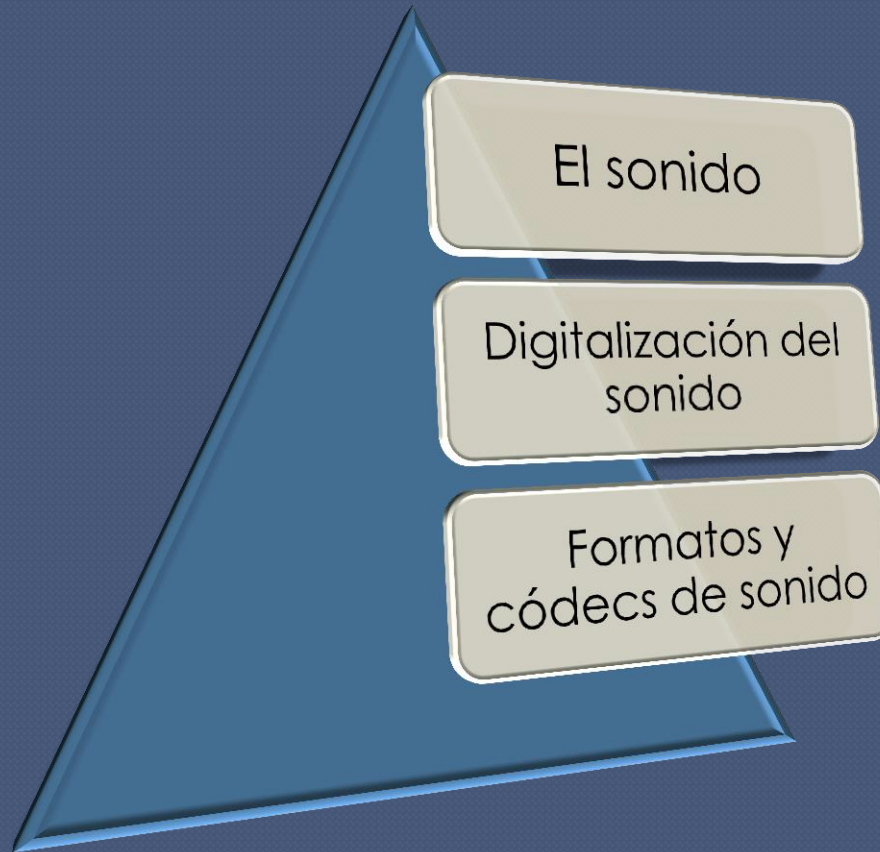 El sonido
Digitalización del
sonido
Formatos y
códecs de sonido